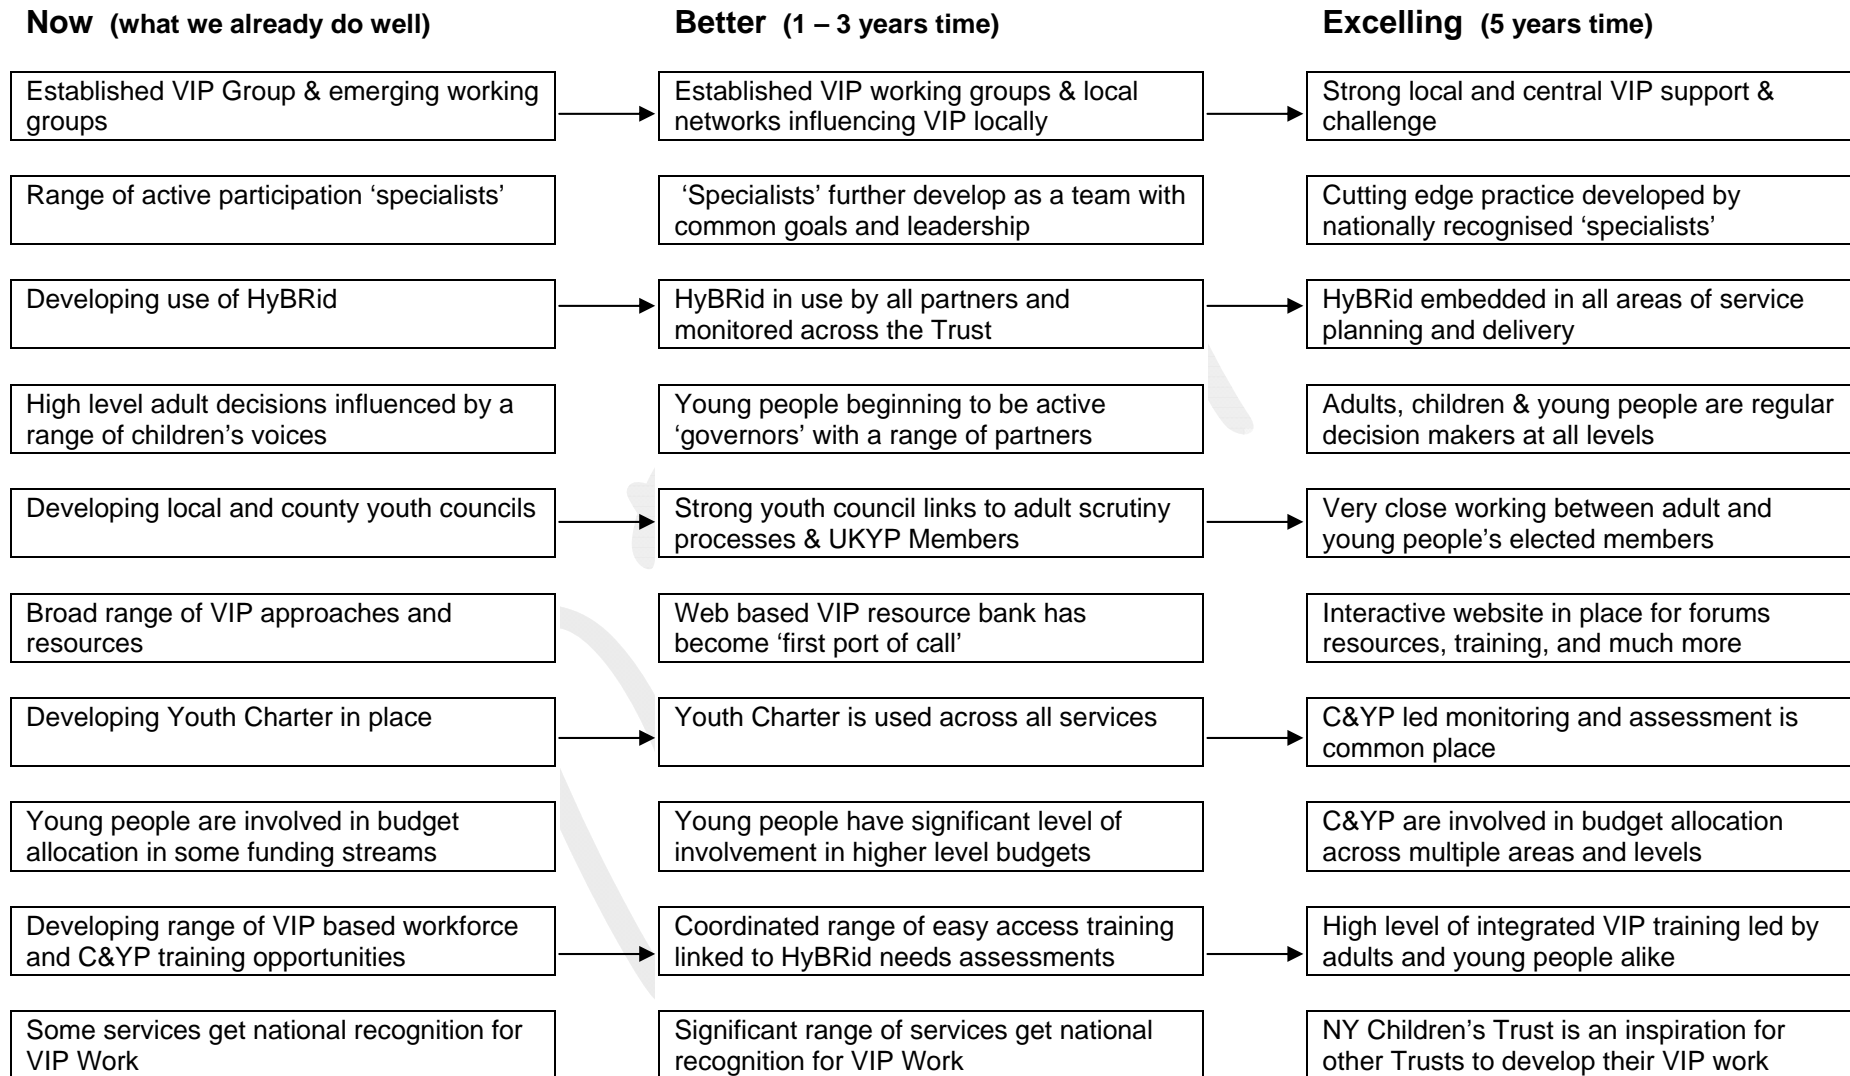 Now (what we already do well)
Better (1 – 3 years time)
Excelling (5 years time)
Established VIP Group & emerging working
groups
Established VIP working groups & local
networks influencing VIP locally
Strong local and central VIP support &
challenge
Range of active participation ‘specialists’
‘Specialists’ further develop as a team with
common goals and leadership
Cutting edge practice developed by
nationally recognised ‘specialists’
Developing use of HyBRid
HyBRid in use by all partners and
monitored across the Trust
HyBRid embedded in all areas of service
planning and delivery
High level adult decisions influenced by a
range of children’s voices
Young people beginning to be active
‘governors’ with a range of partners
Adults, children & young people are regular
decision makers at all levels
Developing local and county youth councils
Strong youth council links to adult scrutiny
processes & UKYP Members
Very close working between adult and
young people’s elected members
Broad range of VIP approaches and
resources
Web based VIP resource bank has
become ‘first port of call’
Interactive website in place for forums
resources, training, and much more
Developing Youth Charter in place
Youth Charter is used across all services
C&YP led monitoring and assessment is
common place
Young people are involved in budget
allocation in some funding streams
Young people have significant level of
involvement in higher level budgets
C&YP are involved in budget allocation
across multiple areas and levels
Developing range of VIP based workforce
and C&YP training opportunities
Coordinated range of easy access training
linked to HyBRid needs assessments
High level of integrated VIP training led by
adults and young people alike
Some services get national recognition for
VIP Work
Significant range of services get national
recognition for VIP Work
NY Children’s Trust is an inspiration for
other Trusts to develop their VIP work